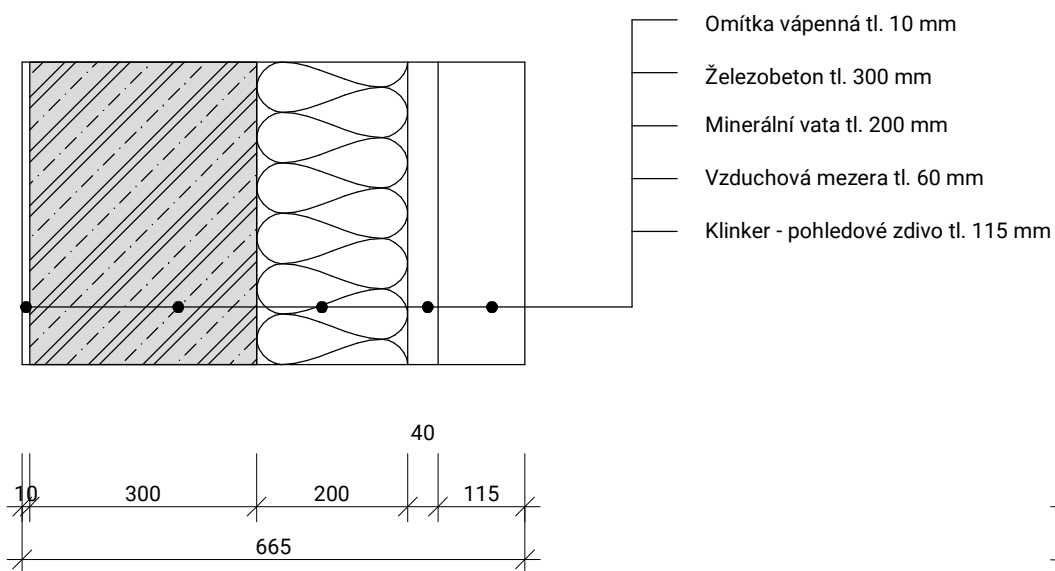 Omítka vápenná tl. 10 mm
Železobeton tl. 300 mm
Minerální vata tl. 200 mm
Vzduchová mezera tl. 60 mm
Klinker - pohledové zdivo tl. 115 mm
40
10 300 200 115
665